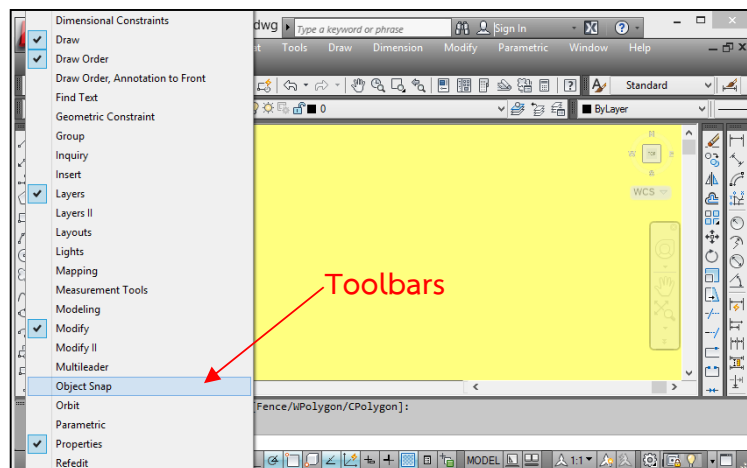 Dimensional Constraints
Draw
Draw Order
Draw Order, Annotation to Front
Find Text
Geometric Constraint
Group
Inquiry
Insert
Layers
Layers II
Layouts
Lights
Mapping
Measurement Tools
Modeling
Modify
Modify II
Multileader
Object Snap
Orbit
Parametric
Properties
Refedit
dwg Type a keyword or phrase Sign In
Tools Draw Dimension Modify Parametric Window Help
Standard
0 ByLayer
WCS
Toolbars
[Fence/WPolygon/CPolygon]:
MODEL 1:1